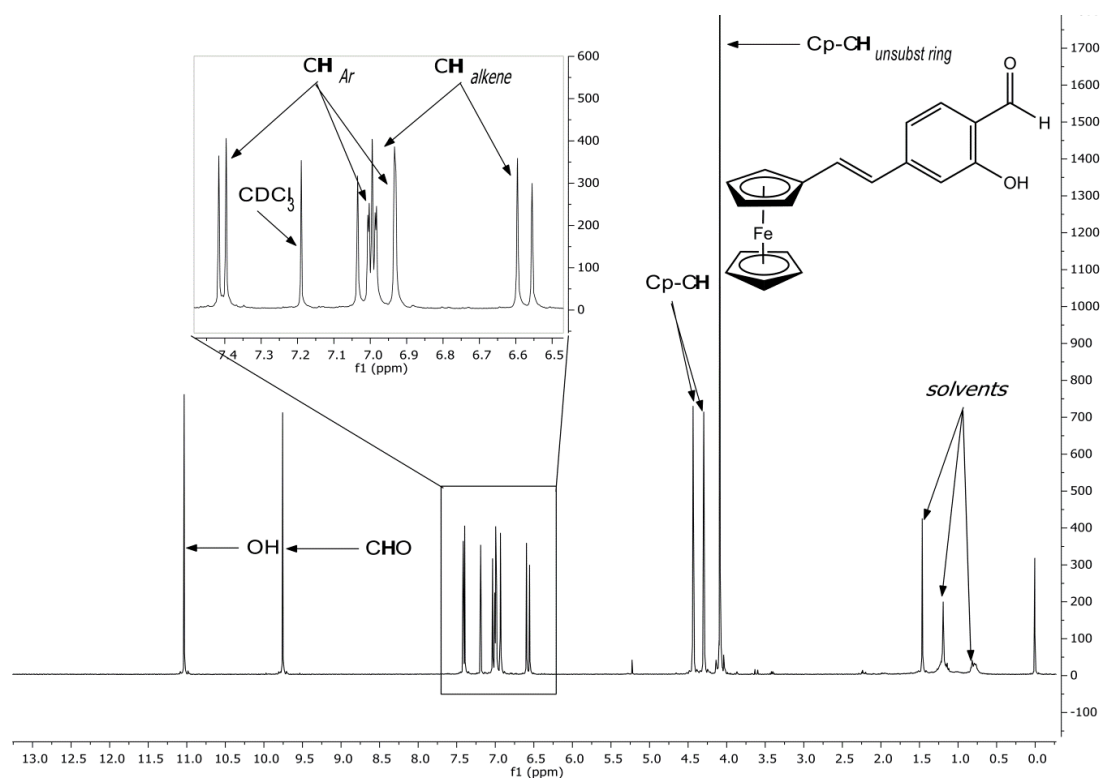 CH Ar
CH alkene
CDCl3
600
500
400
300
200
100
0
7.4 7.3 7.2 7.1 7.0 6.9 6.8 6.7 6.6 6.5
f1 (ppm)
Cp-CH unsubst ring
O
H
OH
Fe
Cp-CH
solvents
OH
CHO
1700
1600
1500
1400
1300
1200
1100
1000
900
800
700
600
500
400
300
200
100
0
-100
13.0 12.0 11.0 10.0 9.5 9.0 8.5 8.0 7.5 7.0 6.5 6.0 5.5 5.0 4.5 4.0 3.5 3.0 2.5 2.0 1.5 1.0 0.5 0.0
f1 (ppm)